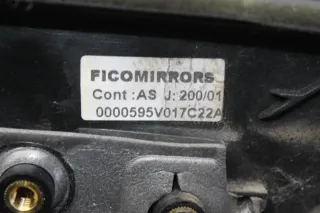 FICOMIRRORS
Cont :AS J: 200/01
0000595V017C22A